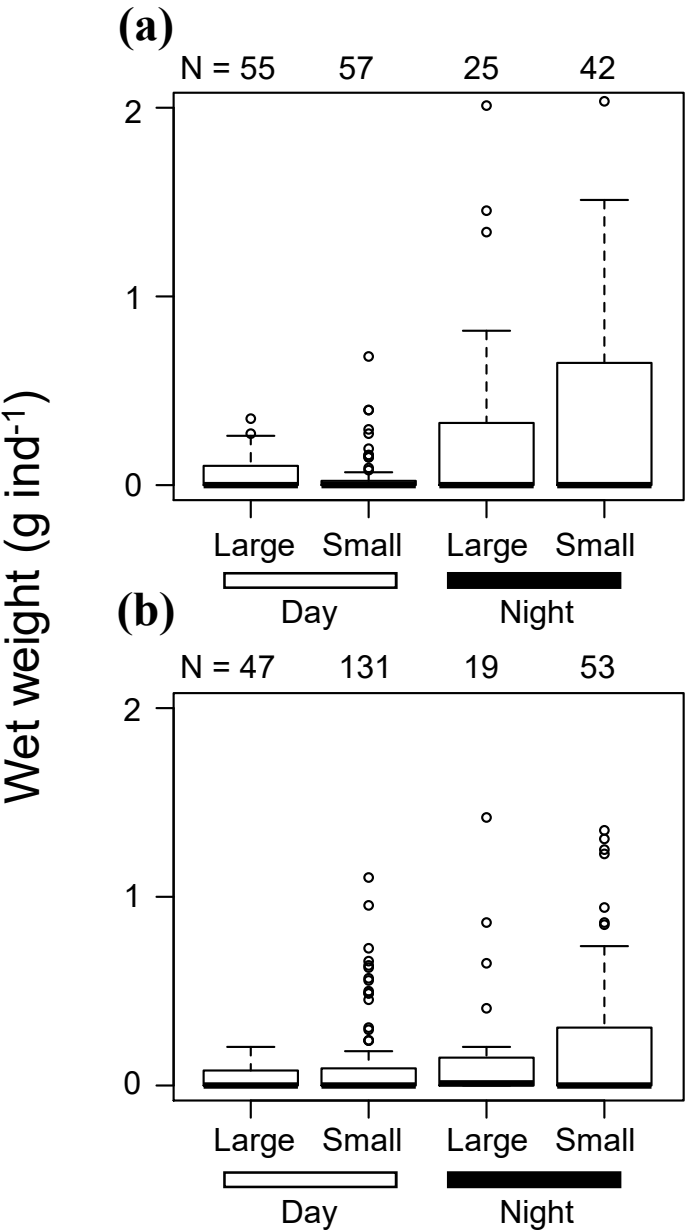 (a)
N = 55 57 25 42
2
1
0
Large Small Large Small
Day Night
Wet weight (g ind-1)
(b)
N = 47 131 19 53
2
1
0
Large Small Large Small
Day Night